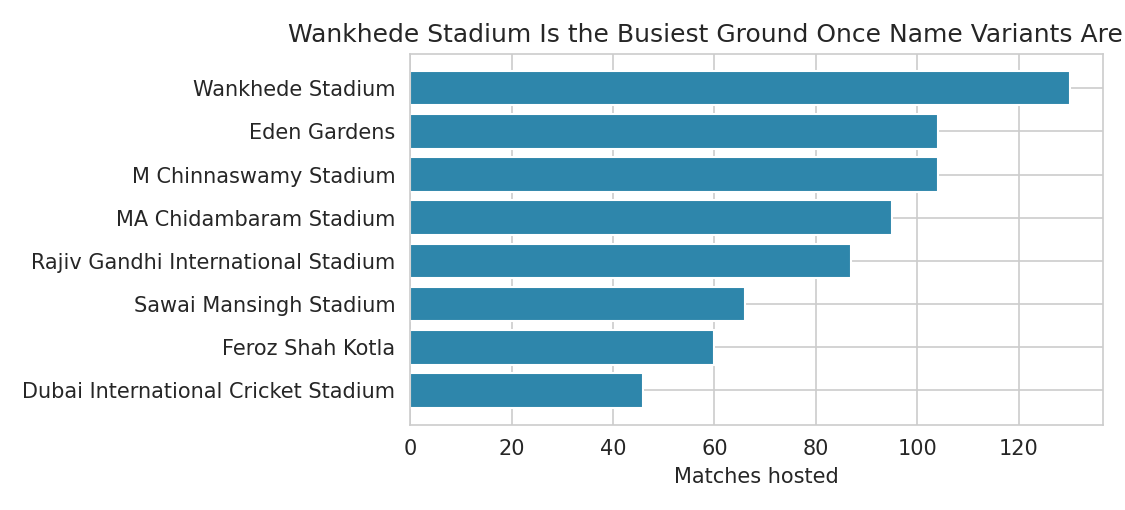 Wankhede Stadium Is the Busiest Ground Once Name Variants Are
Wankhede Stadium
Eden Gardens
M Chinnaswamy Stadium
MA Chidambaram Stadium
Rajiv Gandhi International Stadium
Sawai Mansingh Stadium
Feroz Shah Kotla
Dubai International Cricket Stadium
0 20 40 60 80 100 120
Matches hosted